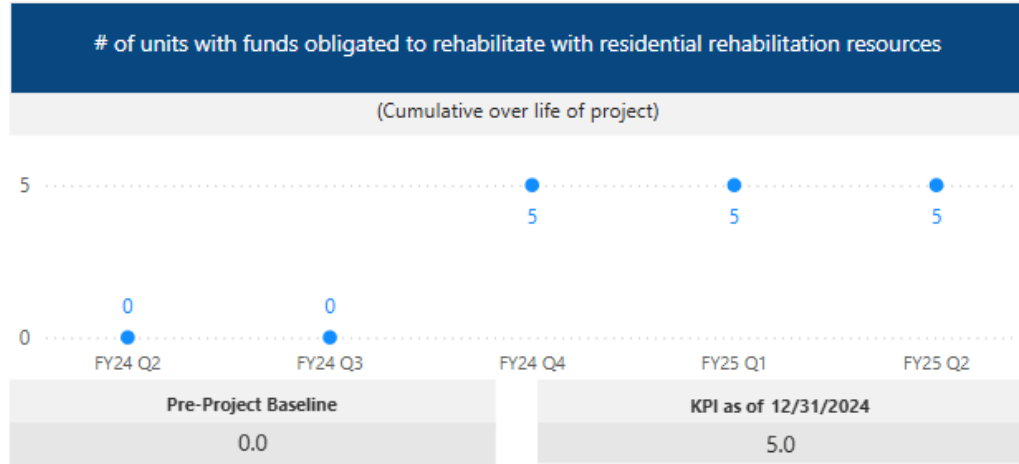 # of units with funds obligated to rehabilitate with residential rehabilitation resources
(Cumulative over life of project)
5
5 5 5
0 0
0
FY24 Q2 FY24 Q3 FY24 Q4 FY25 Q1 FY25 Q2
Pre-Project Baseline KPI as of 12/31/2024
0.0 5.0